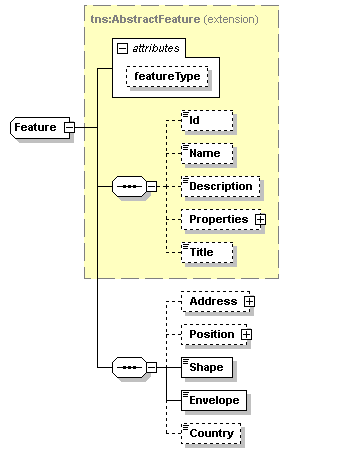 tns:AbstractFeature (extension)
attributes
featureType
Feature
Id
Name
Description
Properties
Title
Address
Position
Shape
Envelope
Country